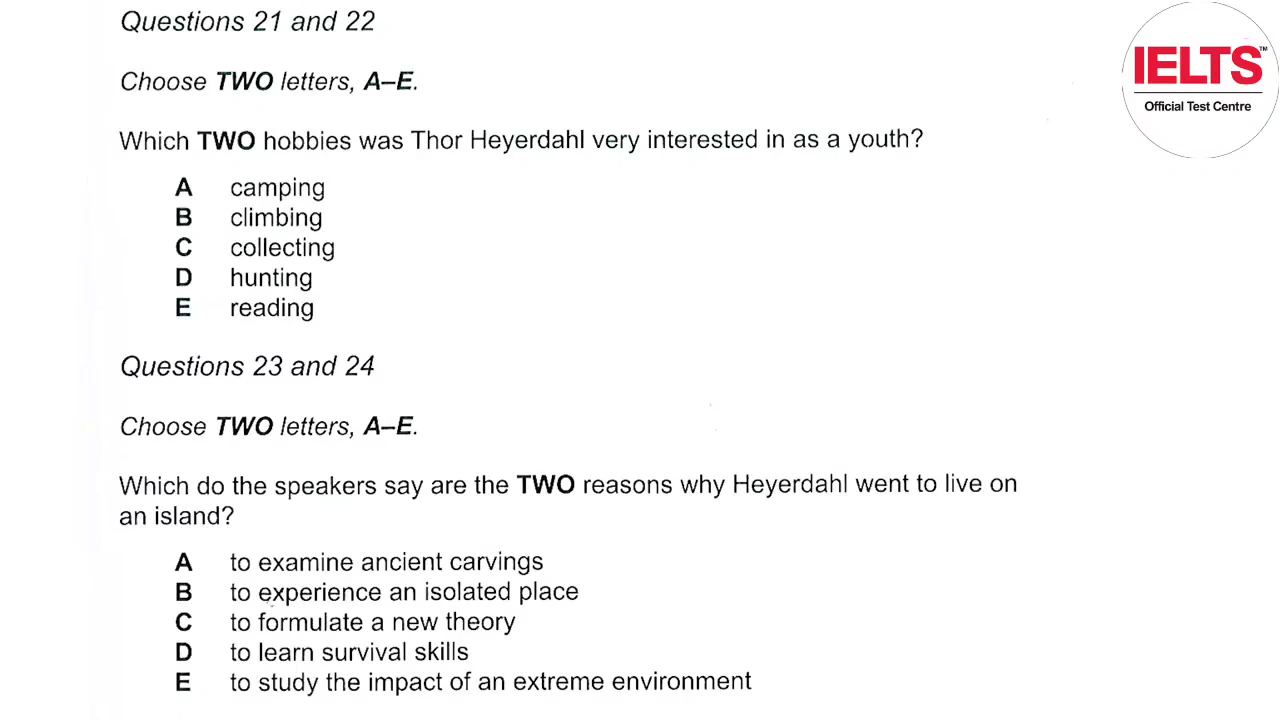 Questions 21 and 22
IELTS™
Official Test Centre
Choose TWO letters, A–E.
Which TWO hobbies was Thor Heyerdahl very interested in as a youth?
A camping
B climbing
C collecting
D hunting
E reading
Questions 23 and 24
Choose TWO letters, A–E.
Which do the speakers say are the TWO reasons why Heyerdahl went to live on
an island?
A to examine ancient carvings
B to experience an isolated place
C to formulate a new theory
D to learn survival skills
E to study the impact of an extreme environment